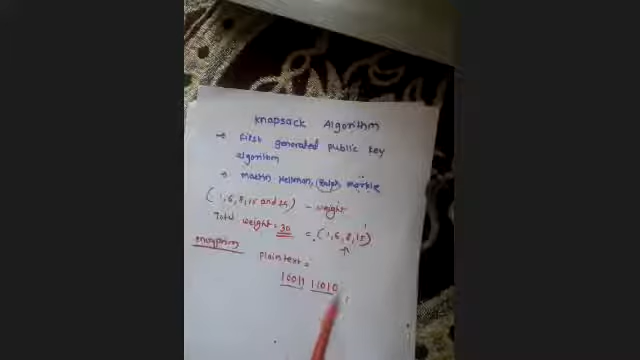 Knapsack Algorithm
→ First generated public key
algorithm
→ Martin Hellman, Ralph Markle
(1,6,8,15 and 24) - weight
Total weight = 30 = (1,6,8,15)
encryption
Plain text =
10011 11010